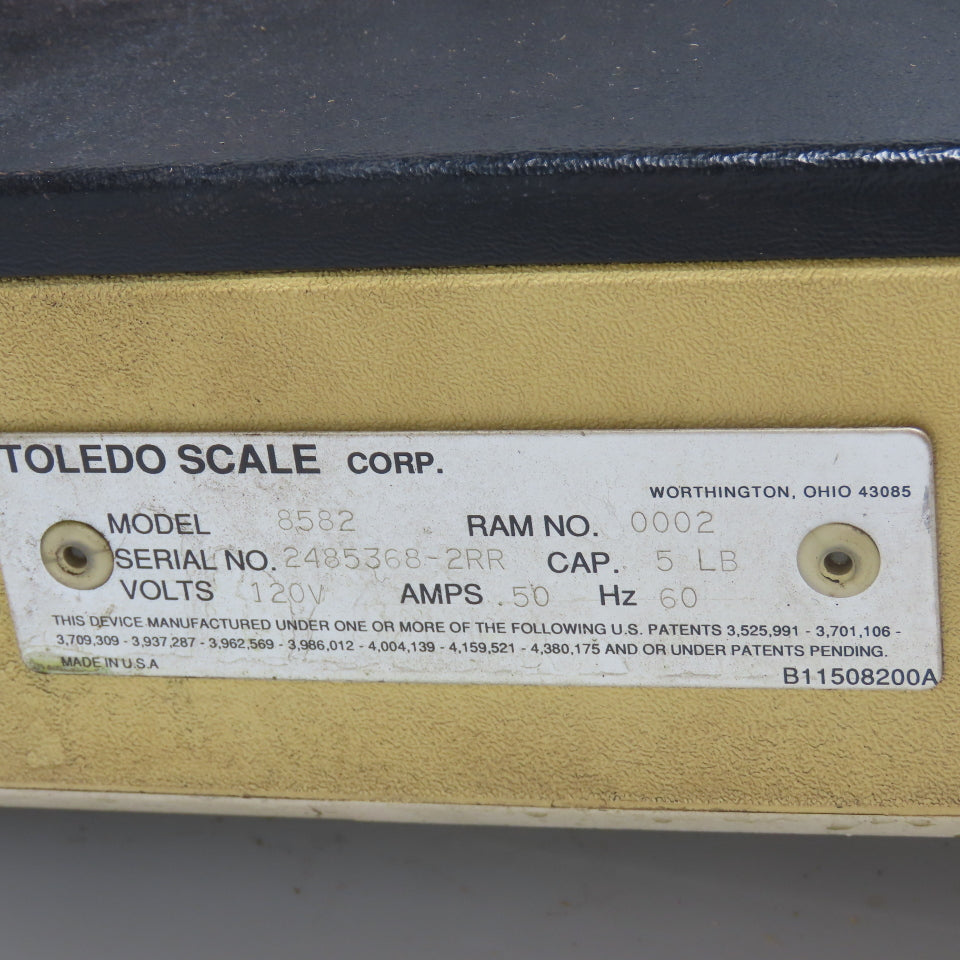 TOLEDO SCALE CORP.
WORTHINGTON, OHIO 43085
MODEL 8582 RAM NO. 0002
SERIAL NO. 2485368-2RR CAP. 5 LB
VOLTS 120V AMPS .50 Hz 60
THIS DEVICE MANUFACTURED UNDER ONE OR MORE OF THE FOLLOWING U.S. PATENTS 3,525,991 - 3,701,106 -
3,709,309 - 3,937,287 - 3,962,569 - 3,986,012 - 4,004,139 - 4,159,521 - 4,380,175 AND OR UNDER PATENTS PENDING.
MADE IN U.S.A
B11508200A